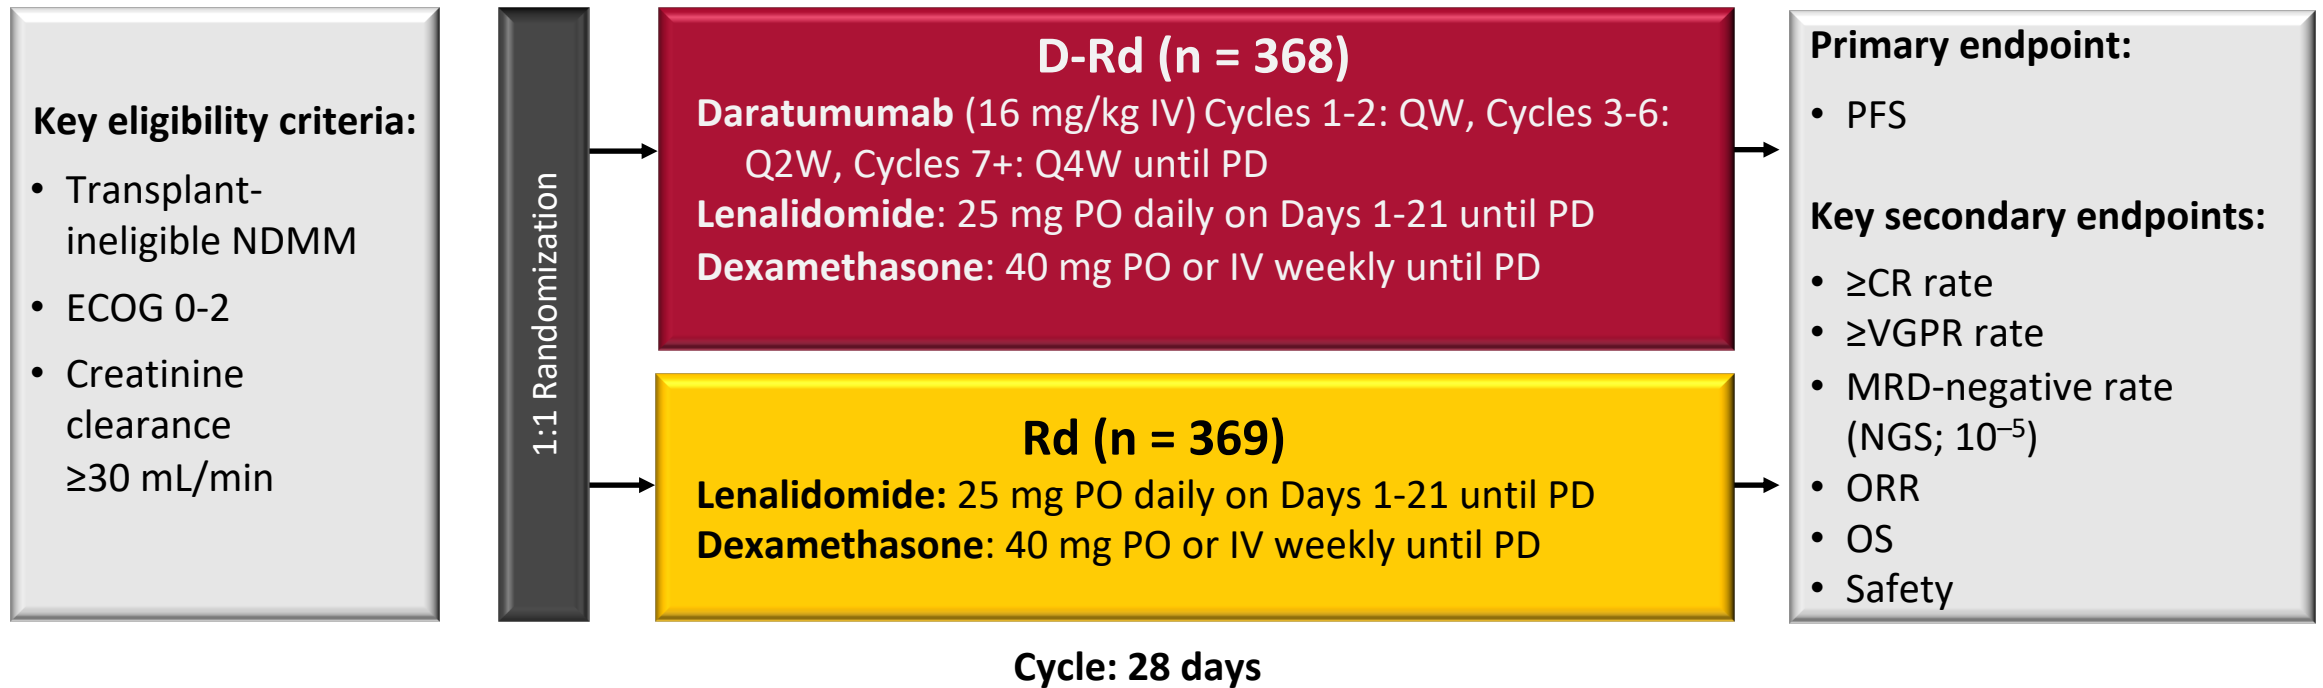 Key eligibility criteria:
• Transplant-
ineligible NDMM
• ECOG 0-2
• Creatinine
clearance
≥30 mL/min
1:1 Randomization
D-Rd (n = 368)
Daratumumab (16 mg/kg IV) Cycles 1-2: QW, Cycles 3-6:
Q2W, Cycles 7+: Q4W until PD
Lenalidomide: 25 mg PO daily on Days 1-21 until PD
Dexamethasone: 40 mg PO or IV weekly until PD
Rd (n = 369)
Lenalidomide: 25 mg PO daily on Days 1-21 until PD
Dexamethasone: 40 mg PO or IV weekly until PD
Primary endpoint:
• PFS
Key secondary endpoints:
• ≥CR rate
• ≥VGPR rate
• MRD-negative rate
(NGS; 10⁻⁵)
• ORR
• OS
• Safety
Cycle: 28 days